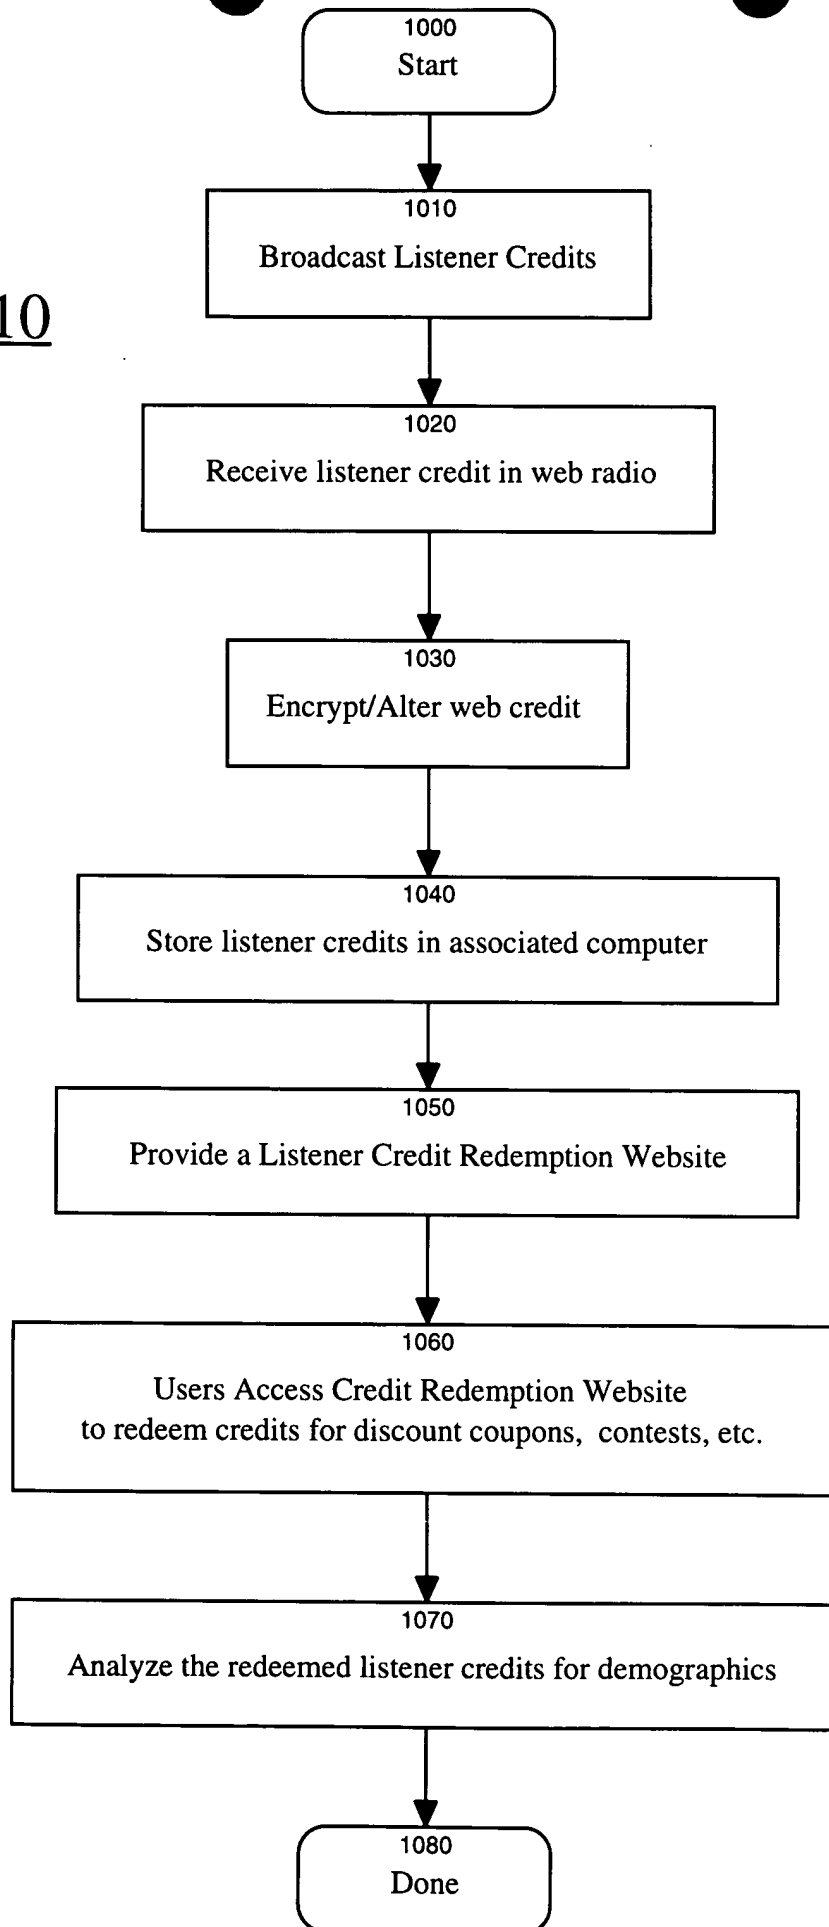 1000
Start
1010
Broadcast Listener Credits
10
1020
Receive listener credit in web radio
1030
Encrypt/Alter web credit
1040
Store listener credits in associated computer
1050
Provide a Listener Credit Redemption Website
1060
Users Access Credit Redemption Website
to redeem credits for discount coupons, contests, etc.
1070
Analyze the redeemed listener credits for demographics
1080
Done